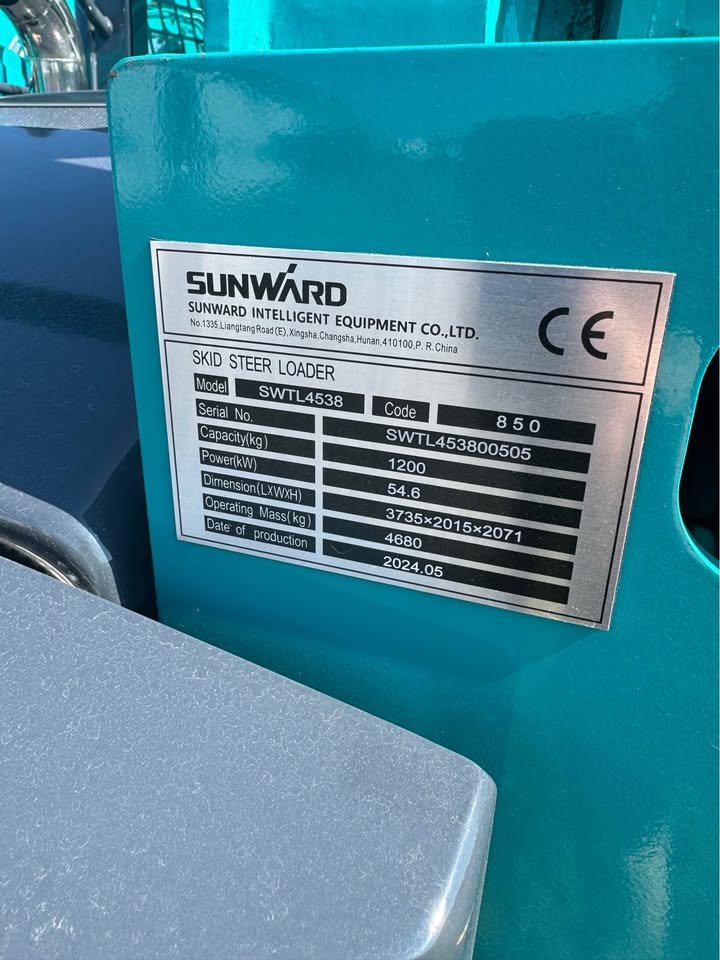 SUNWARD
SUNWARD INTELLIGENT EQUIPMENT CO.,LTD.
No.1335,Liangtang Road (E),Xingsha,Changsha,Hunan,410100,P. R. China
CE
SKID STEER LOADER
Model SWTL4538 Code 850
Serial No. SWTL453800505
Capacity(kg) 1200
Power(kW) 54.6
Dimension(LXWXH) 3735×2015×2071
Operating Mass(kg) 4680
Date of production 2024.05